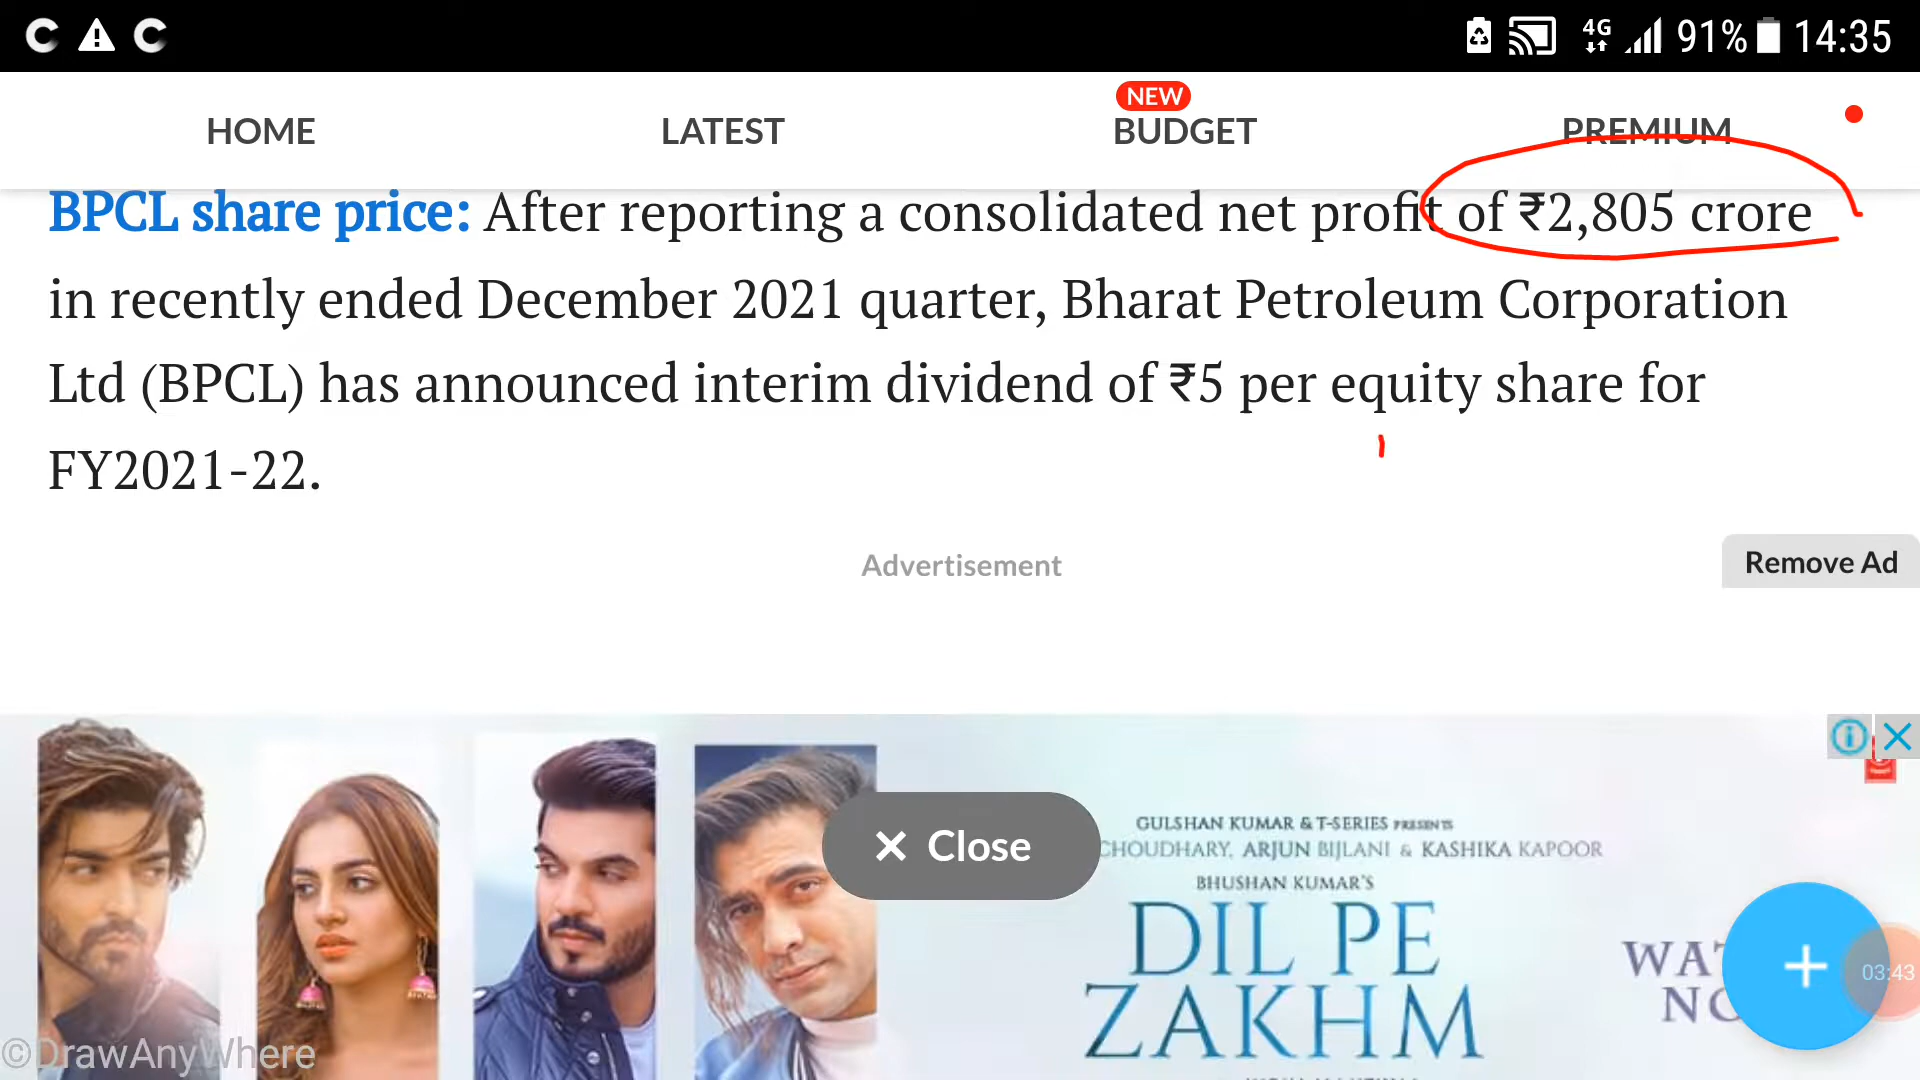 C C 4G 91% 14:35
NEW
HOME LATEST BUDGET PREMIUM
BPCL share price: After reporting a consolidated net profit of ₹2,805 crore
in recently ended December 2021 quarter, Bharat Petroleum Corporation
Ltd (BPCL) has announced interim dividend of ₹5 per equity share for
FY2021-22.
Advertisement
Remove Ad
Close
GULSHAN KUMAR & T-SERIES PRESENTS
CHOUDHARY, ARJUN BIJLANI & KASHIKA KAPOOR
BHUSHAN KUMAR'S
DIL PE
ZAKHM
+
03:43
©DrawAnyWhere